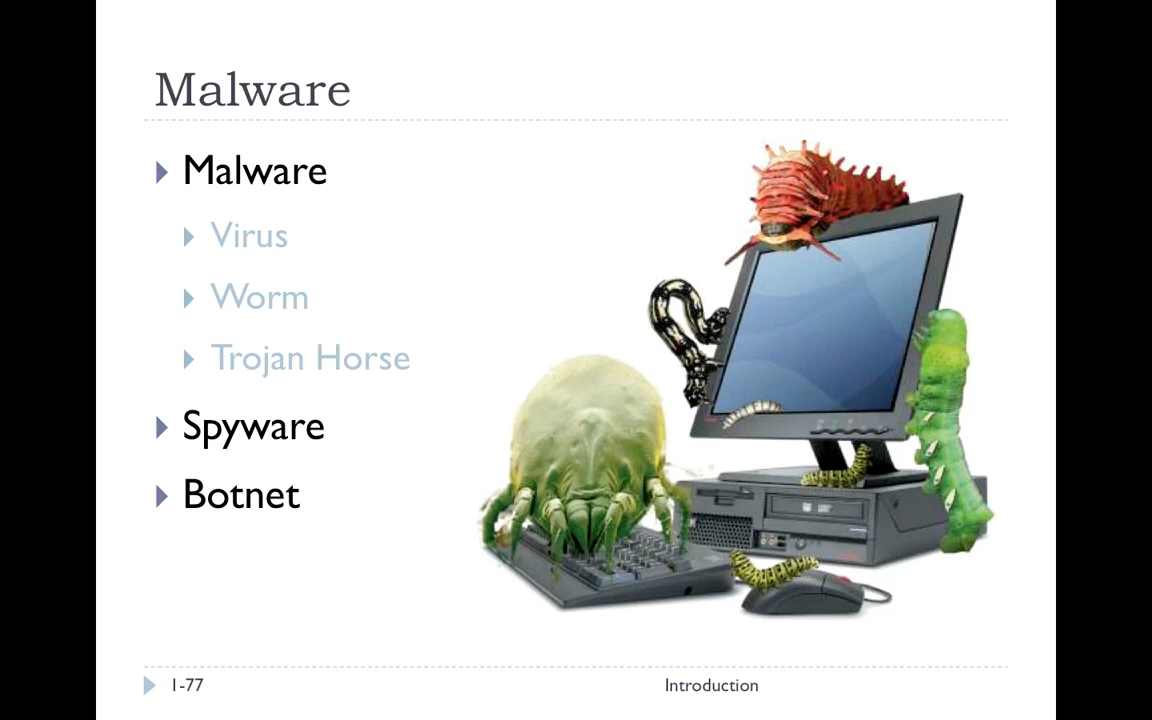 Malware
Malware
Virus
Worm
Trojan Horse
Spyware
Botnet
1-77
Introduction